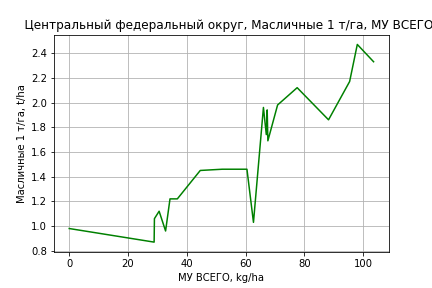 Центральный федеральный округ, Масличные 1 т/га, МУ ВСЕГО
Масличные 1 т/га, t/ha
2.4
2.2
2.0
1.8
1.6
1.4
1.2
1.0
0.8
0 20 40 60 80 100
МУ ВСЕГО, kg/ha